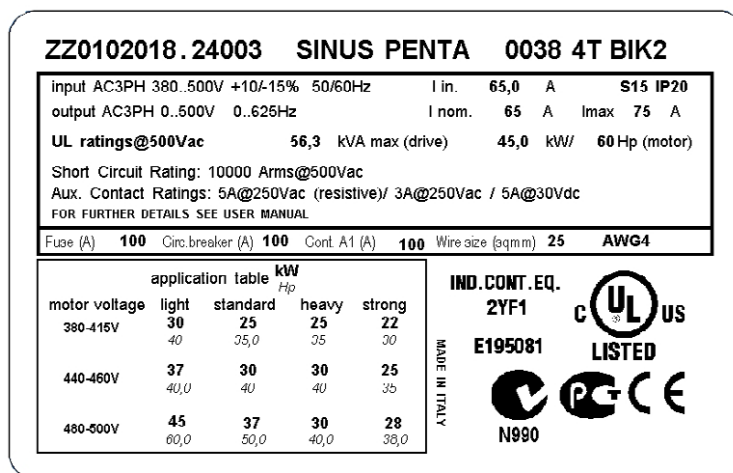 ZZ0102018.24003 SINUS PENTA 0038 4T BIK2
input AC3PH 380..500V +10/-15% 50/60Hz I in. 65,0 A S15 IP20
output AC3PH 0..500V 0..625Hz I nom. 65 A Imax 75 A
UL ratings@500Vac 56,3 kVA max (drive) 45,0 kW/ 60 Hp (motor)
Short Circuit Rating: 10000 Arms@500Vac
Aux. Contact Ratings: 5A@250Vac (resistive)/ 3A@250Vac / 5A@30Vdc
FOR FURTHER DETAILS SEE USER MANUAL
Fuse (A) 100 Circ.breaker (A) 100 Cont. A1 (A) 100 Wire size (sqmm) 25 AWG4
application table kW
Hp
motor voltage light standard heavy strong
380-415V 30 25 25 22
40 35,0 35 30
440-460V 37 30 30 25
40,0 40 40 35
480-500V 45 37 30 28
60,0 50,0 40,0 38,0
MADE IN ITALY
IND.CONT.EQ.
2YF1
E195081
C UL ® US
LISTED
N990
PCT CE